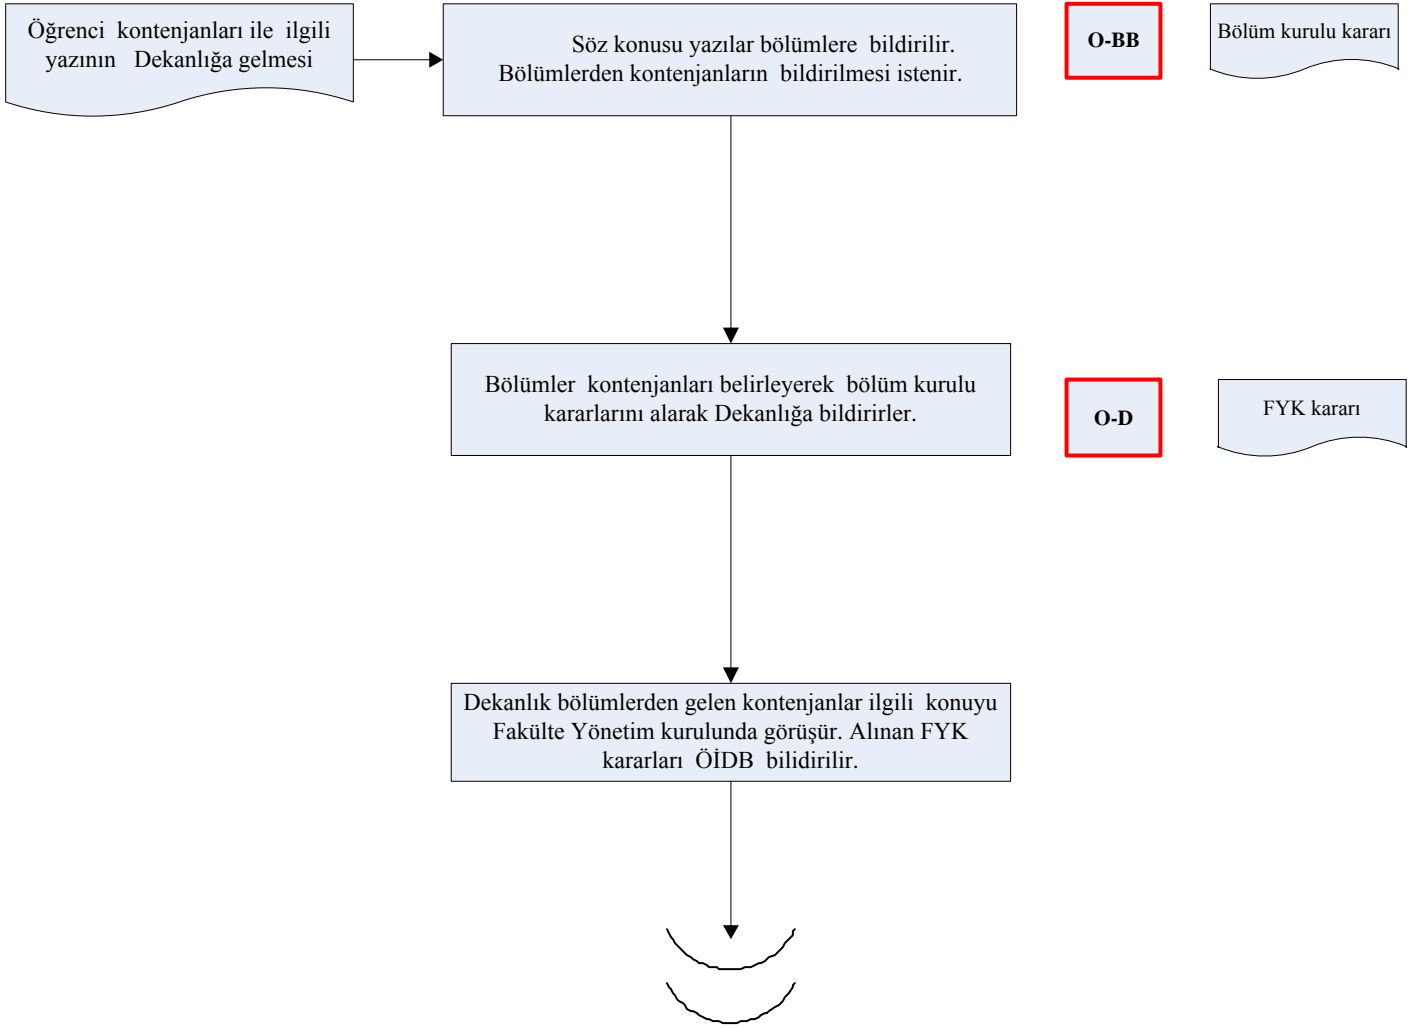 Öğrenci kontenjanları ile ilgili
yazının Dekanlığa gelmesi
Söz konusu yazılar bölümlere bildirilir.
Bölümlerden kontenjanların bildirilmesi istenir.
O-BB
Bölüm kurulu kararı
Bölümler kontenjanları belirleyerek bölüm kurulu
kararlarını alarak Dekanlığa bildirirler.
O-D
FYK kararı
Dekanlık bölümlerden gelen kontenjanlar ilgili konuyu
Fakülte Yönetim kurulunda görüşür. Alınan FYK
kararları ÖİDB bilidirilir.